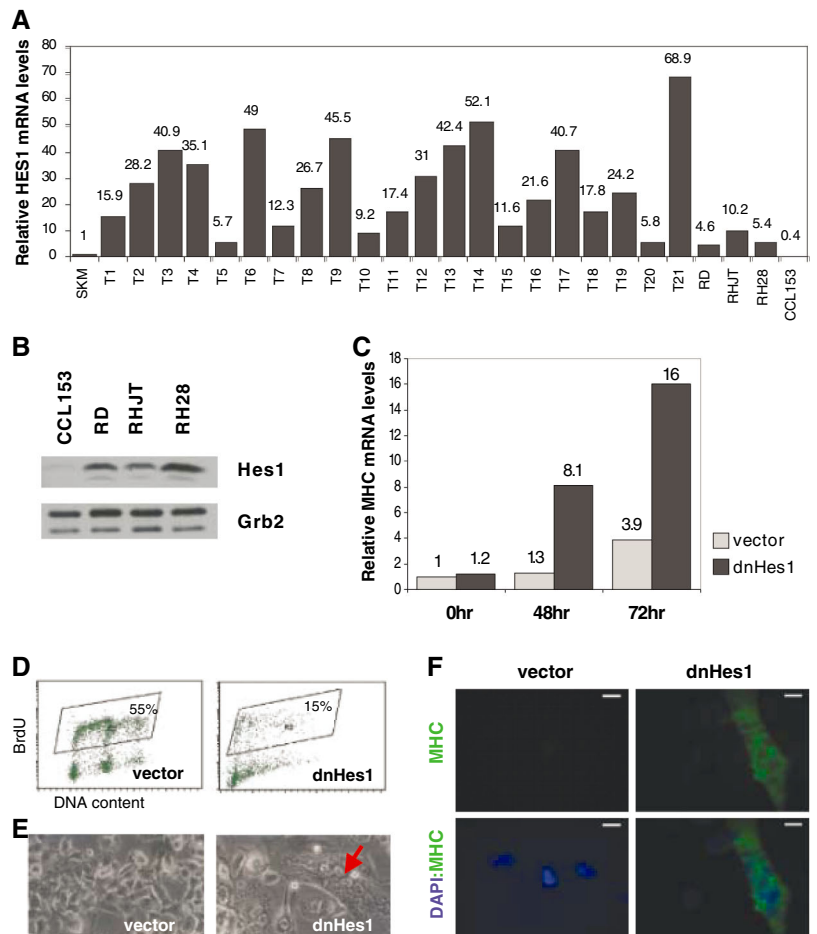 A
Relative HES1 mRNA levels
80
70
60
50
40
30
20
10
0
1
15.9
28.2
40.9
35.1
5.7
49
12.3
26.7
45.5
9.2
17.4
31
42.4
52.1
11.6
21.6
40.7
17.8
24.2
5.8
68.9
4.6
10.2
5.4
0.4
SKM
T1
T2
T3
T4
T5
T6
T7
T8
T9
T10
T11
T12
T13
T14
T15
T16
T17
T18
T19
T20
T21
RD
RHJT
RH28
CCL153
B
CCL153
RD
RHJT
RH28
Hes1
Grb2
C
Relative MHC mRNA levels
18
16
14
12
10
8
6
4
2
0
1
1.2
1.3
8.1
3.9
16
0hr
48hr
72hr
vector
dnHes1
D
BrdU
55%
vector
15%
dnHes1
DNA content
E
vector
dnHes1
F
vector
dnHes1
MHC
DAPI:MHC